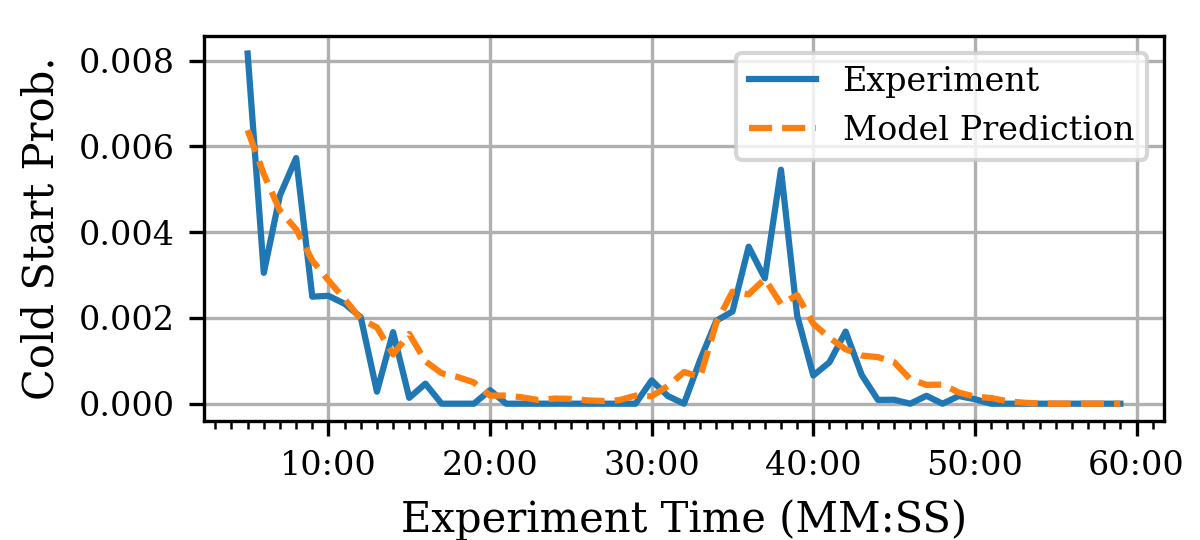 Cold Start Prob.
0.008
0.006
0.004
0.002
0.000
Experiment
Model Prediction
10:00 20:00 30:00 40:00 50:00 60:00
Experiment Time (MM:SS)